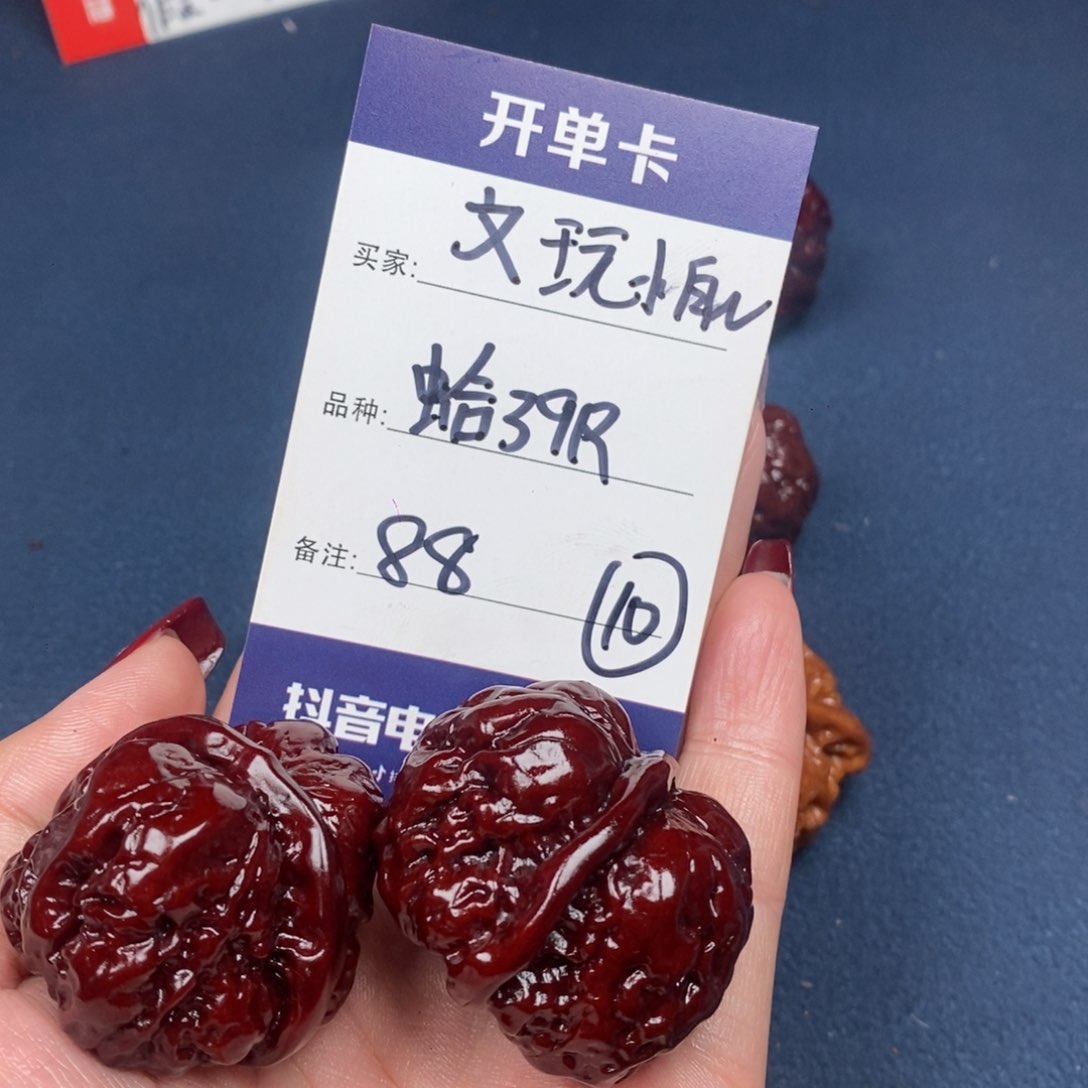 开单卡
买家: 文玩小
品种: 蛤39R
备注: 88 ⑩
抖音电